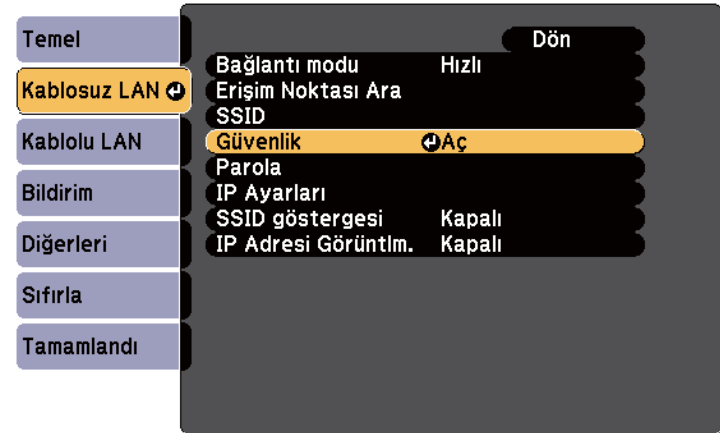 Temel
Kablosuz LAN
Kablolu LAN
Bildirim
Diğerleri
Sıfırla
Tamamlandı
Dön
Bağlantı modu Hızlı
Erişim Noktası Ara
SSID
Güvenlik Aç
Parola
IP Ayarları
SSID göstergesi Kapalı
IP Adresi Görüntlm. Kapalı